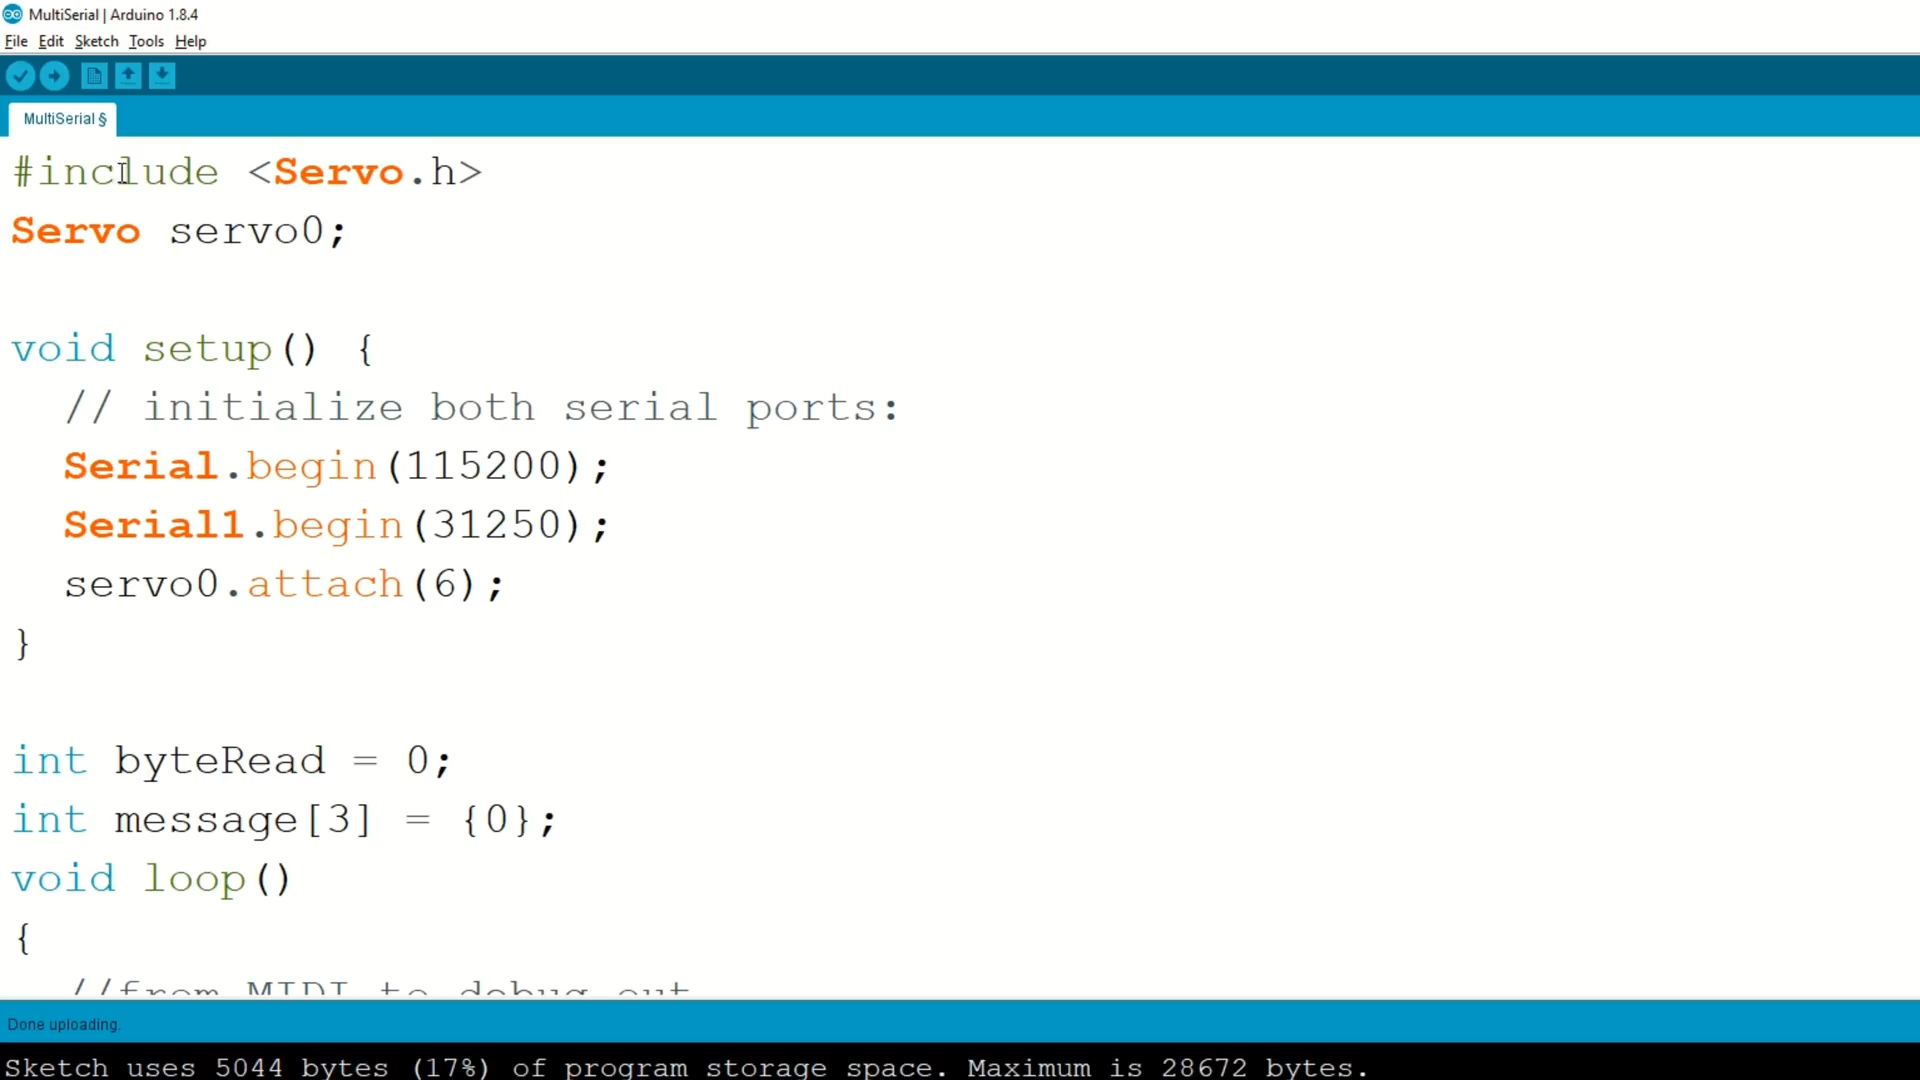 MultiSerial | Arduino 1.8.4
File Edit Sketch Tools Help
MultiSerial §
#include <Servo.h>
Servo servo0;
void setup() {
// initialize both serial ports:
Serial.begin(115200);
Serial1.begin(31250);
servo0.attach(6);
}
int byteRead = 0;
int message[3] = {0};
void loop()
{
//from MIDI to debug out
Done uploading.
Sketch uses 5044 bytes (17%) of program storage space. Maximum is 28672 bytes.